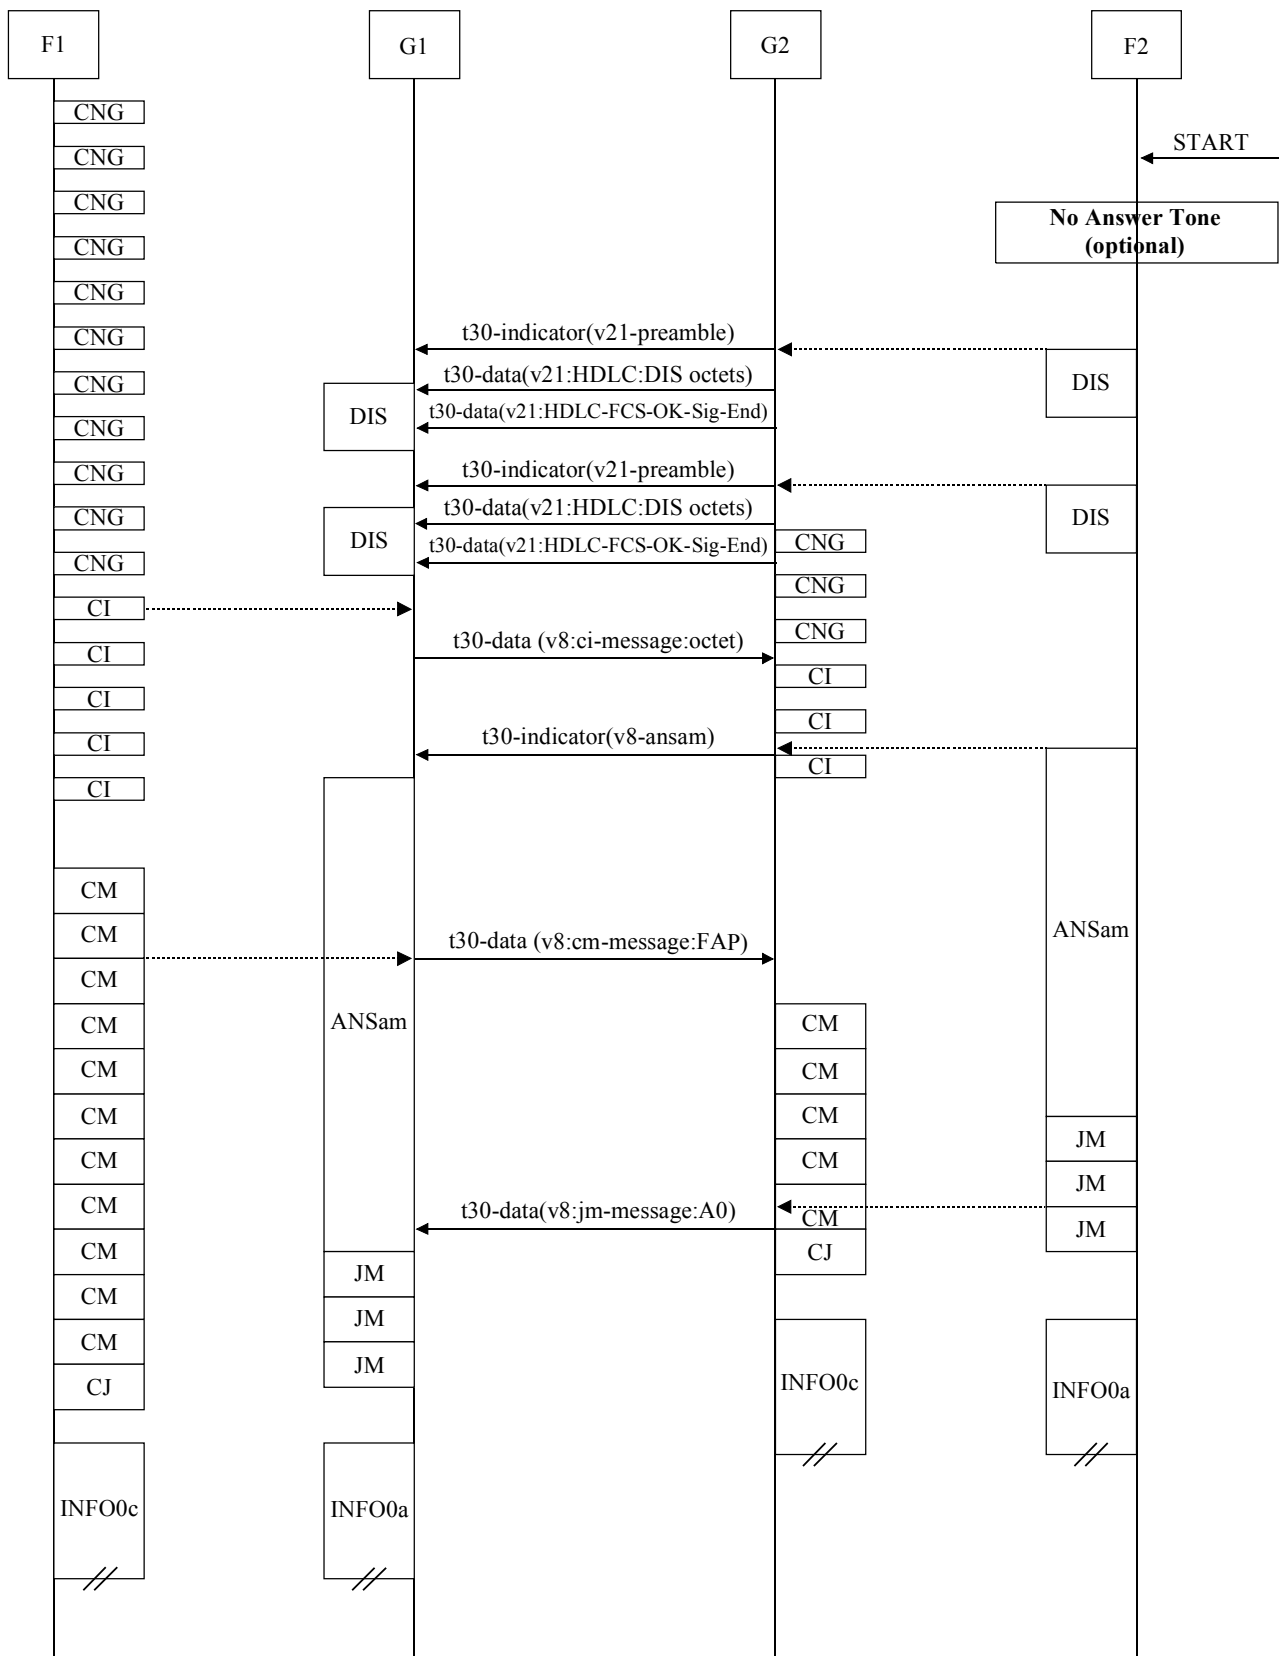 F1
G1
G2
F2
CNG
START
CNG
CNG
No Answer Tone
(optional)
CNG
CNG
t30-indicator(v21-preamble)
CNG
t30-data(v21:HDLC:DIS octets)
CNG
DIS
t30-data(v21:HDLC-FCS-OK-Sig-End)
DIS
CNG
t30-indicator(v21-preamble)
CNG
t30-data(v21:HDLC:DIS octets)
CNG
DIS
DIS
t30-data(v21:HDLC-FCS-OK-Sig-End)
CNG
CNG
CNG
CI
CNG
t30-data (v8:ci-message:octet)
CI
CI
CI
CI
t30-indicator(v8-ansam)
CI
CI
CI
CM
CM
t30-data (v8:cm-message:FAP)
ANSam
CM
CM
ANSam
CM
CM
CM
CM
CM
JM
CM
CM
JM
CM
t30-data(v8:jm-message:A0)
CM
JM
CM
CJ
JM
CM
JM
CM
JM
CJ
INFO0c
INFO0a
INFO0c
INFO0a